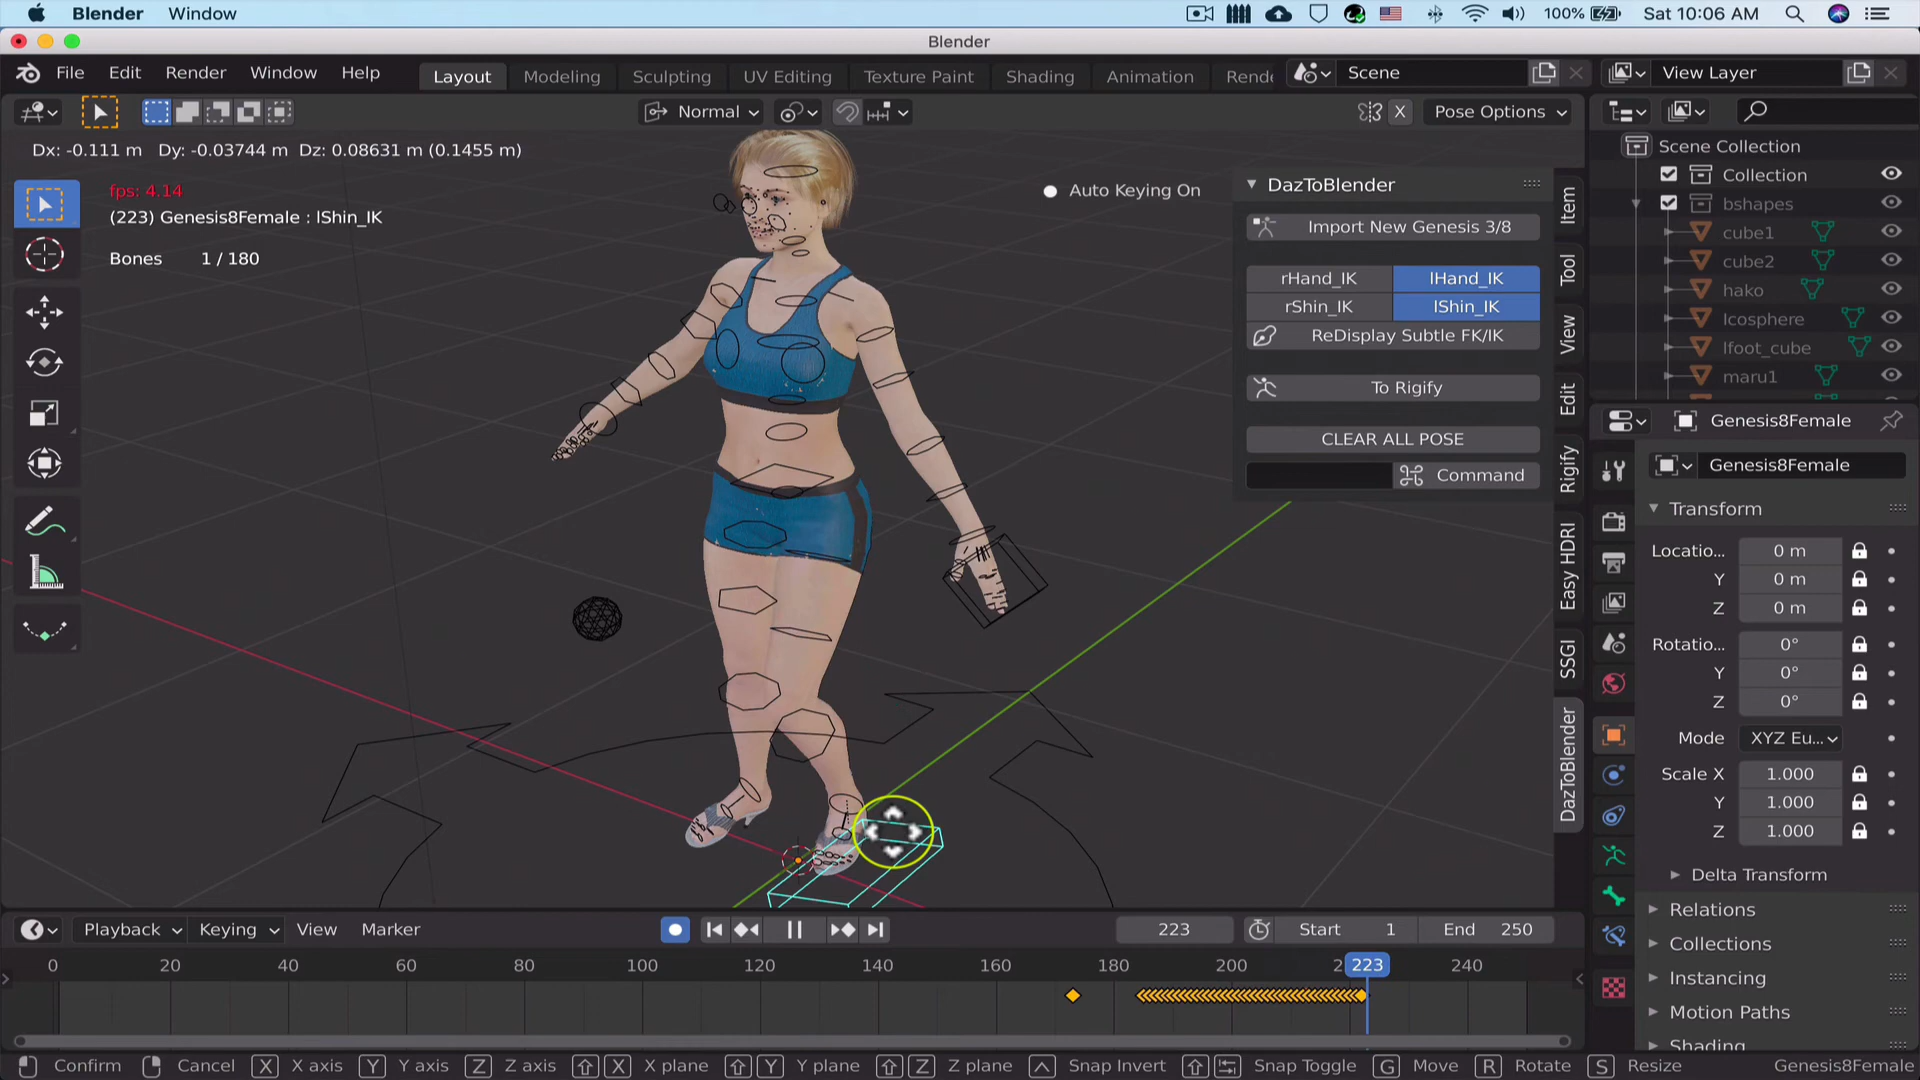 Blender Window 100% Sat 10:06 AM
Blender
File Edit Render Window Help Layout Modeling Sculpting UV Editing Texture Paint Shading Animation Rende Scene View Layer
Normal X Pose Options
Dx: -0.111 m Dy: -0.03744 m Dz: 0.08631 m (0.1455 m)
fps: 4.14
(223) Genesis8Female : lShin_IK
Bones 1 / 180
Auto Keying On
DazToBlender
Import New Genesis 3/8
rHand_IK lHand_IK
rShin_IK lShin_IK
ReDisplay Subtle FK/IK
To Rigify
CLEAR ALL POSE
Command
Item
Tool
View
Edit
Rigify
Easy HDRI
SSGI
DazToBlender
Scene Collection
Collection
bshapes
cube1
cube2
hako
Icosphere
lfoot_cube
maru1
Genesis8Female
Genesis8Female
Transform
Locatio... 0 m
Y 0 m
Z 0 m
Rotatio... 0°
Y 0°
Z 0°
Mode XYZ Eu...
Scale X 1.000
Y 1.000
Z 1.000
Delta Transform
Relations
Collections
Instancing
Motion Paths
Shading
Playback Keying View Marker 223 Start 1 End 250
0 20 40 60 80 100 120 140 160 180 200 2 223 240
Confirm Cancel X X axis Y Y axis Z Z axis X X plane Y Y plane Z Z plane Snap Invert Snap Toggle G Move R Rotate S Resize Genesis8Female